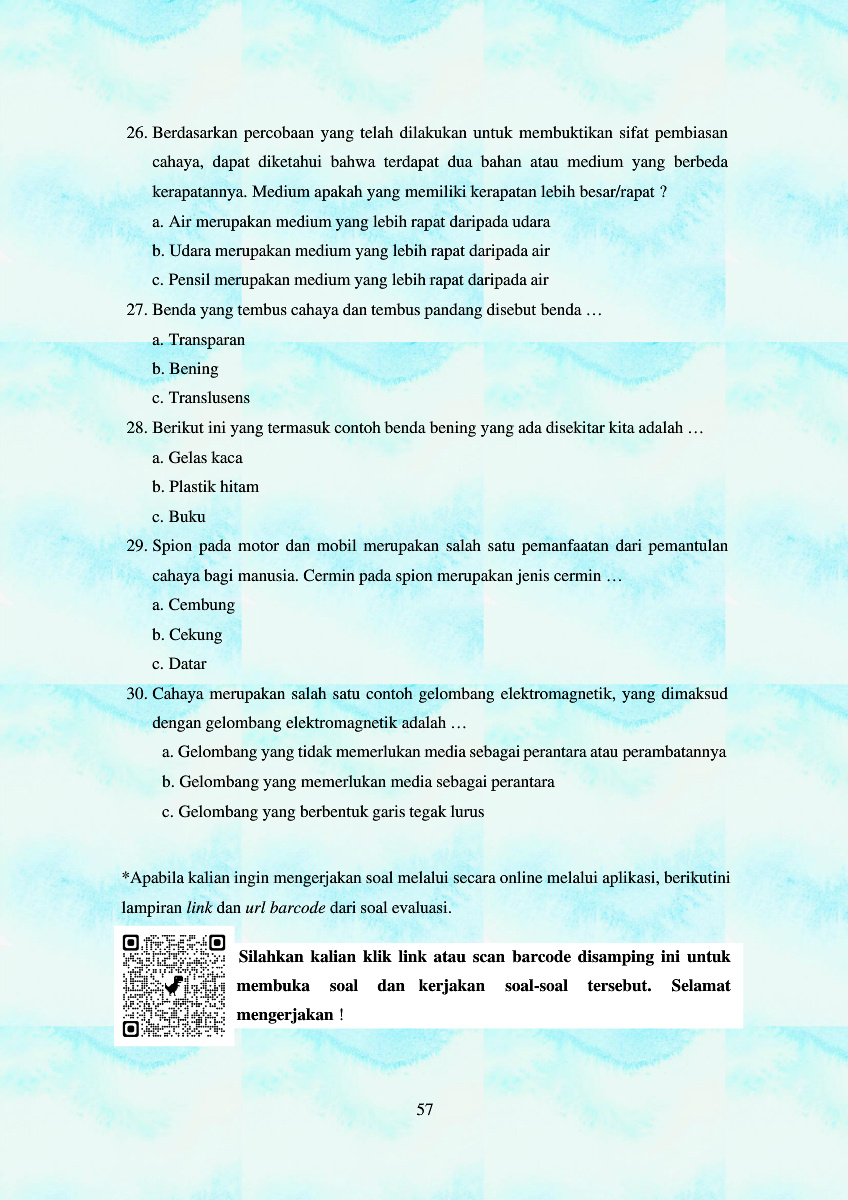 26. Berdasarkan percobaan yang telah dilakukan untuk membuktikan sifat pembiasan
cahaya, dapat diketahui bahwa terdapat dua bahan atau medium yang berbeda
kerapatannya. Medium apakah yang memiliki kerapatan lebih besar/rapat ?
a. Air merupakan medium yang lebih rapat daripada udara
b. Udara merupakan medium yang lebih rapat daripada air
c. Pensil merupakan medium yang lebih rapat daripada air
27. Benda yang tembus cahaya dan tembus pandang disebut benda …
a. Transparan
b. Bening
c. Translusens
28. Berikut ini yang termasuk contoh benda bening yang ada disekitar kita adalah …
a. Gelas kaca
b. Plastik hitam
c. Buku
29. Spion pada motor dan mobil merupakan salah satu pemanfaatan dari pemantulan
cahaya bagi manusia. Cermin pada spion merupakan jenis cermin …
a. Cembung
b. Cekung
c. Datar
30. Cahaya merupakan salah satu contoh gelombang elektromagnetik, yang dimaksud
dengan gelombang elektromagnetik adalah …
a. Gelombang yang tidak memerlukan media sebagai perantara atau perambatannya
b. Gelombang yang memerlukan media sebagai perantara
c. Gelombang yang berbentuk garis tegak lurus
*Apabila kalian ingin mengerjakan soal melalui secara online melalui aplikasi, berikutini
lampiran link dan url barcode dari soal evaluasi.
Silahkan kalian klik link atau scan barcode disamping ini untuk
membuka soal dan kerjakan soal-soal tersebut. Selamat
mengerjakan !
57